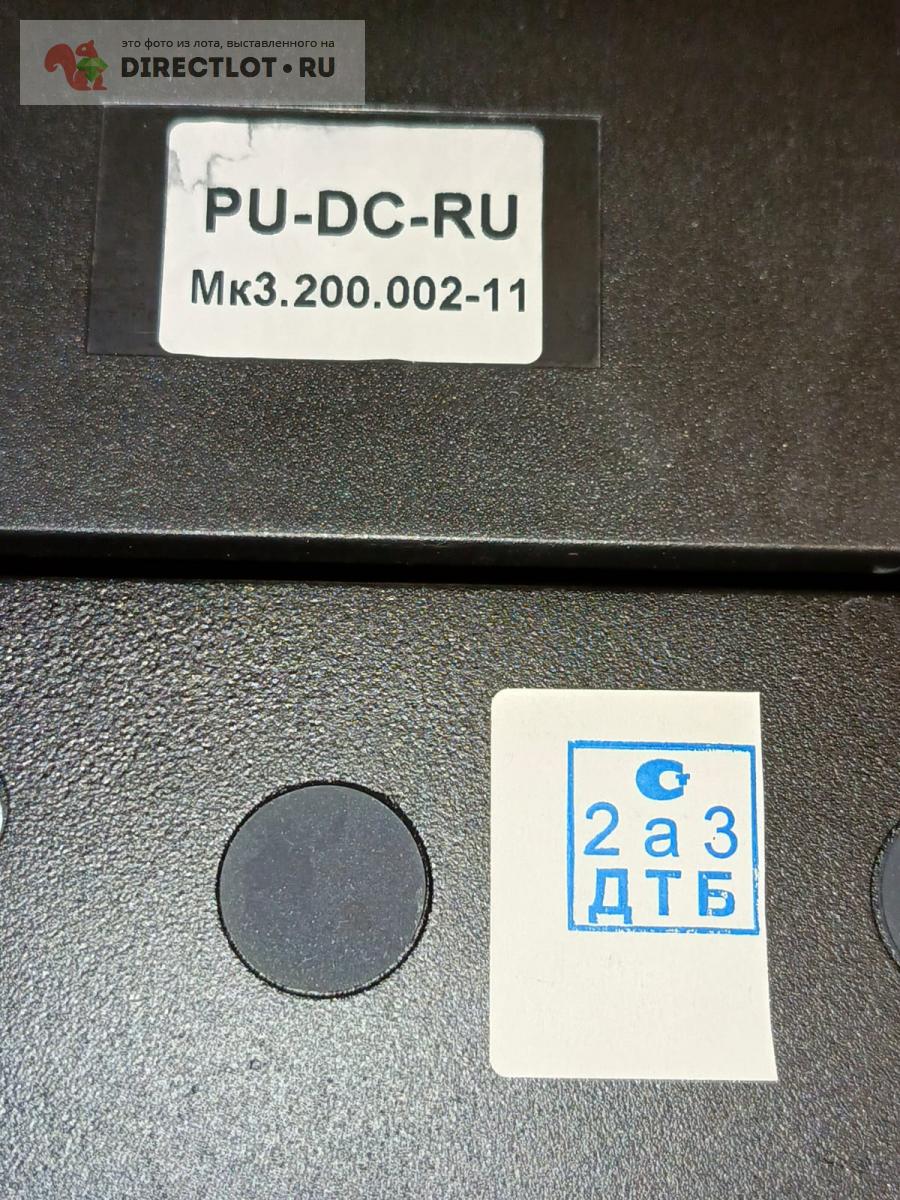 это фото из лота, выставленного на
DIRECTLOT•RU
PU-DC-RU
Мк3.200.002-11
2 а 3
ДТБ